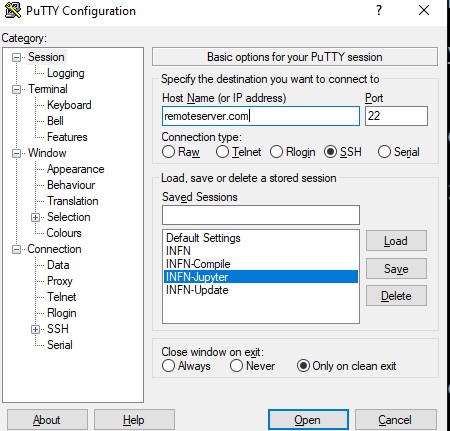 PuTTY Configuration
?
×
Category:
Session
Logging
Terminal
Keyboard
Bell
Features
Window
Appearance
Behaviour
Translation
Selection
Colours
Connection
Data
Proxy
Telnet
Rlogin
SSH
Serial
Basic options for your PuTTY session
Specify the destination you want to connect to
Host Name (or IP address) Port
remoteserver.com 22
Connection type:
Raw Telnet Rlogin SSH Serial
Load, save or delete a stored session
Saved Sessions
Default Settings
INFN
INFN-Compile
INFN-Jupyter
INFN-Update
Load
Save
Delete
Close window on exit:
Always Never Only on clean exit
About Help Open Cancel